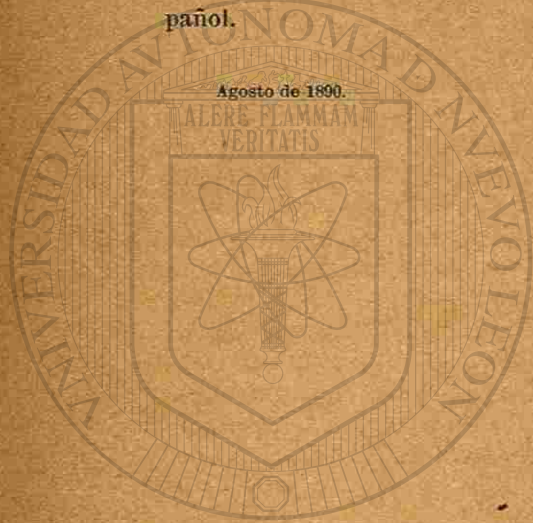 pañol.
Agosto de 1890.
ALERE FLAMMAM
VERITATIS
UNIVERSIDAD AUTONOMA DE NUEVO LEON